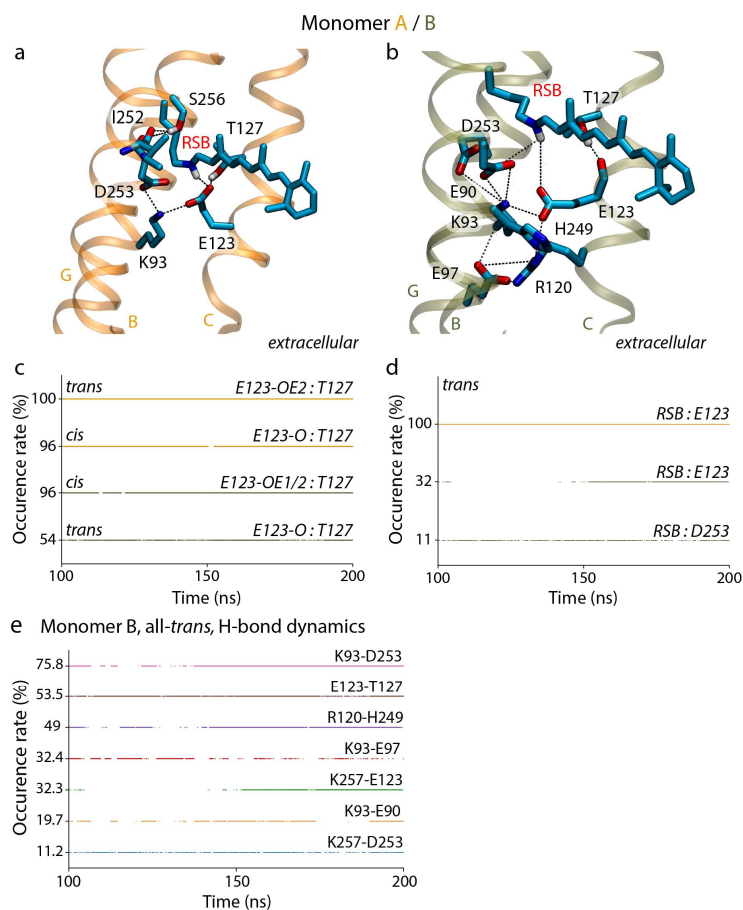 Monomer A / B
a
S256
I252
RSB
T127
D253
K93
E123
G
B
C
extracellular
b
RSB
T127
D253
E90
K93
E123
H249
E97
R120
G
B
C
extracellular
c
Occurence rate (%)
trans
E123-OE2 : T127
100
cis
E123-O : T127
96
cis
E123-OE1/2 : T127
96
trans
E123-O : T127
54
100
150
200
Time (ns)
d
Occurence rate (%)
trans
100
RSB : E123
32
RSB : E123
11
RSB : D253
100
150
200
Time (ns)
e Monomer B, all-trans, H-bond dynamics
Occurence rate (%)
75.8
K93-D253
53.5
E123-T127
49
R120-H249
32.4
K93-E97
32.3
K257-E123
19.7
K93-E90
11.2
K257-D253
100
150
200
Time (ns)